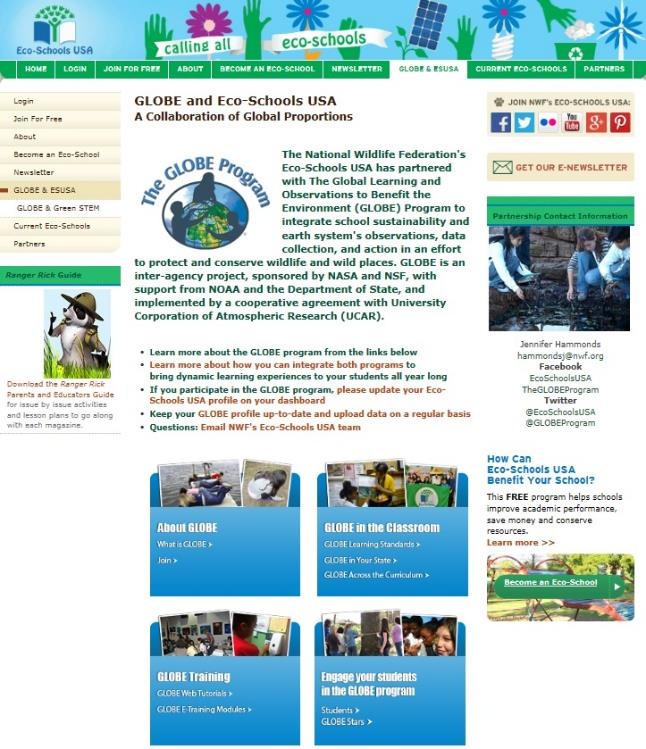 Eco-Schools USA
calling all
eco-schools
HOME
LOGIN
JOIN FOR FREE
ABOUT
BECOME AN ECO-SCHOOL
NEWSLETTER
GLOBE & ESUSA
CURRENT ECO-SCHOOLS
PARTNERS
Login
Join For Free
About
Become an Eco-School
Newsletter
GLOBE & ESUSA
GLOBE & Green STEM
Current Eco-Schools
Partners
Ranger Rick Guide
Download the Ranger Rick
Parents and Educators Guide
for issue by issue activities
and lesson plans to go along
with each magazine.
GLOBE and Eco-Schools USA
A Collaboration of Global Proportions
The GLOBE Program
The National Wildlife Federation's
Eco-Schools USA has partnered
with The Global Learning and
Observations to Benefit the
Environment (GLOBE) Program to
integrate school sustainability and
earth system's observations, data
collection, and action in an effort
to protect and conserve wildlife and wild places. GLOBE is an
inter-agency project, sponsored by NASA and NSF, with
support from NOAA and the Department of State, and
implemented by a cooperative agreement with University
Corporation of Atmospheric Research (UCAR).
• Learn more about the GLOBE program from the links below
• Learn more about how you can integrate both programs to
bring dynamic learning experiences to your students all year long
• If you participate in the GLOBE program, please update your Eco-
Schools USA profile on your dashboard
• Keep your GLOBE profile up-to-date and upload data on a regular basis
• Questions: Email NWF's Eco-Schools USA team
About GLOBE
What is GLOBE >
Join >
GLOBE in the Classroom
GLOBE Learning Standards >
GLOBE in Your State >
GLOBE Across the Curriculum >
GLOBE Training
GLOBE Web Tutorials >
GLOBE E-Training Modules >
Engage your students
in the GLOBE program
Students >
GLOBE Stars >
JOIN NWF's ECO-SCHOOLS USA:
You Tube
GET OUR E-NEWSLETTER
Partnership Contact Information
Jennifer Hammonds
hammondsj@nwf.org
Facebook
EcoSchoolsUSA
TheGLOBEProgram
Twitter
@EcoSchoolsUSA
@GLOBEProgram
How Can
Eco-Schools USA
Benefit Your School?
This FREE program helps schools
improve academic performance,
save money and conserve
resources.
Learn more >>
Become an Eco-School